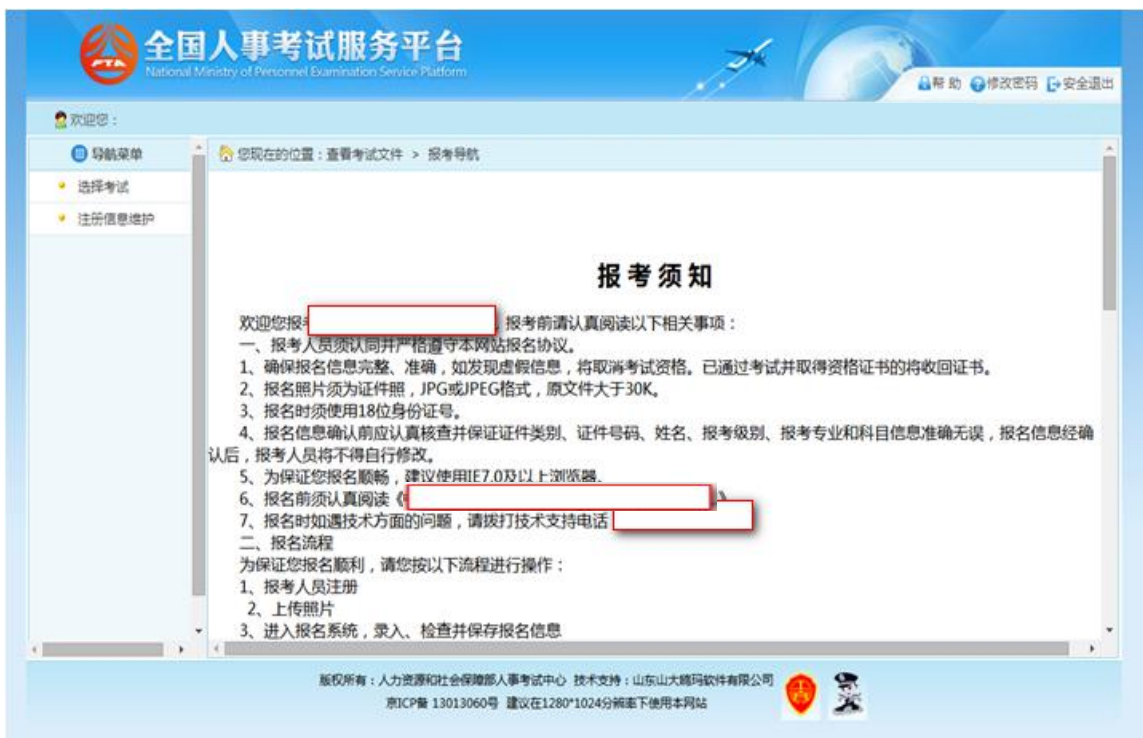 全国人事考试服务平台
National Ministry of Personnel Examination Service Platform
帮 助 修改密码 安全退出
欢迎您：
导航菜单
选择考试
注册信息维护
您现在的位置：查看考试文件 > 报考导航
报考须知
欢迎您报考 ，报考前请认真阅读以下相关事项：
一、报考人员须认同并严格遵守本网站报名协议。
1、确保报名信息完整、准确，如发现虚假信息，将取消考试资格。已通过考试并取得资格证书的将收回证书。
2、报名照片须为证件照，JPG或JPEG格式，原文件大于30K。
3、报名时须使用18位身份证号。
4、报名信息确认前应认真核查并保证证件类别、证件号码、姓名、报考级别、报考专业和科目信息准确无误，报名信息经确
认后，报考人员将不得自行修改。
5、为保证您报名顺畅，建议使用IE7.0及以上浏览器。
6、报名前须认真阅读《 》
7、报名时如遇技术方面的问题，请拨打技术支持电话
二、报名流程
为保证您报名顺利，请您按以下流程进行操作：
1、报考人员注册
2、上传照片
3、进入报名系统，录入、检查并保存报名信息
版权所有：人力资源和社会保障部人事考试中心 技术支持：山东山大鸥玛软件有限公司
京ICP备 13013060号 建议在1280*1024分辨率下使用本网站